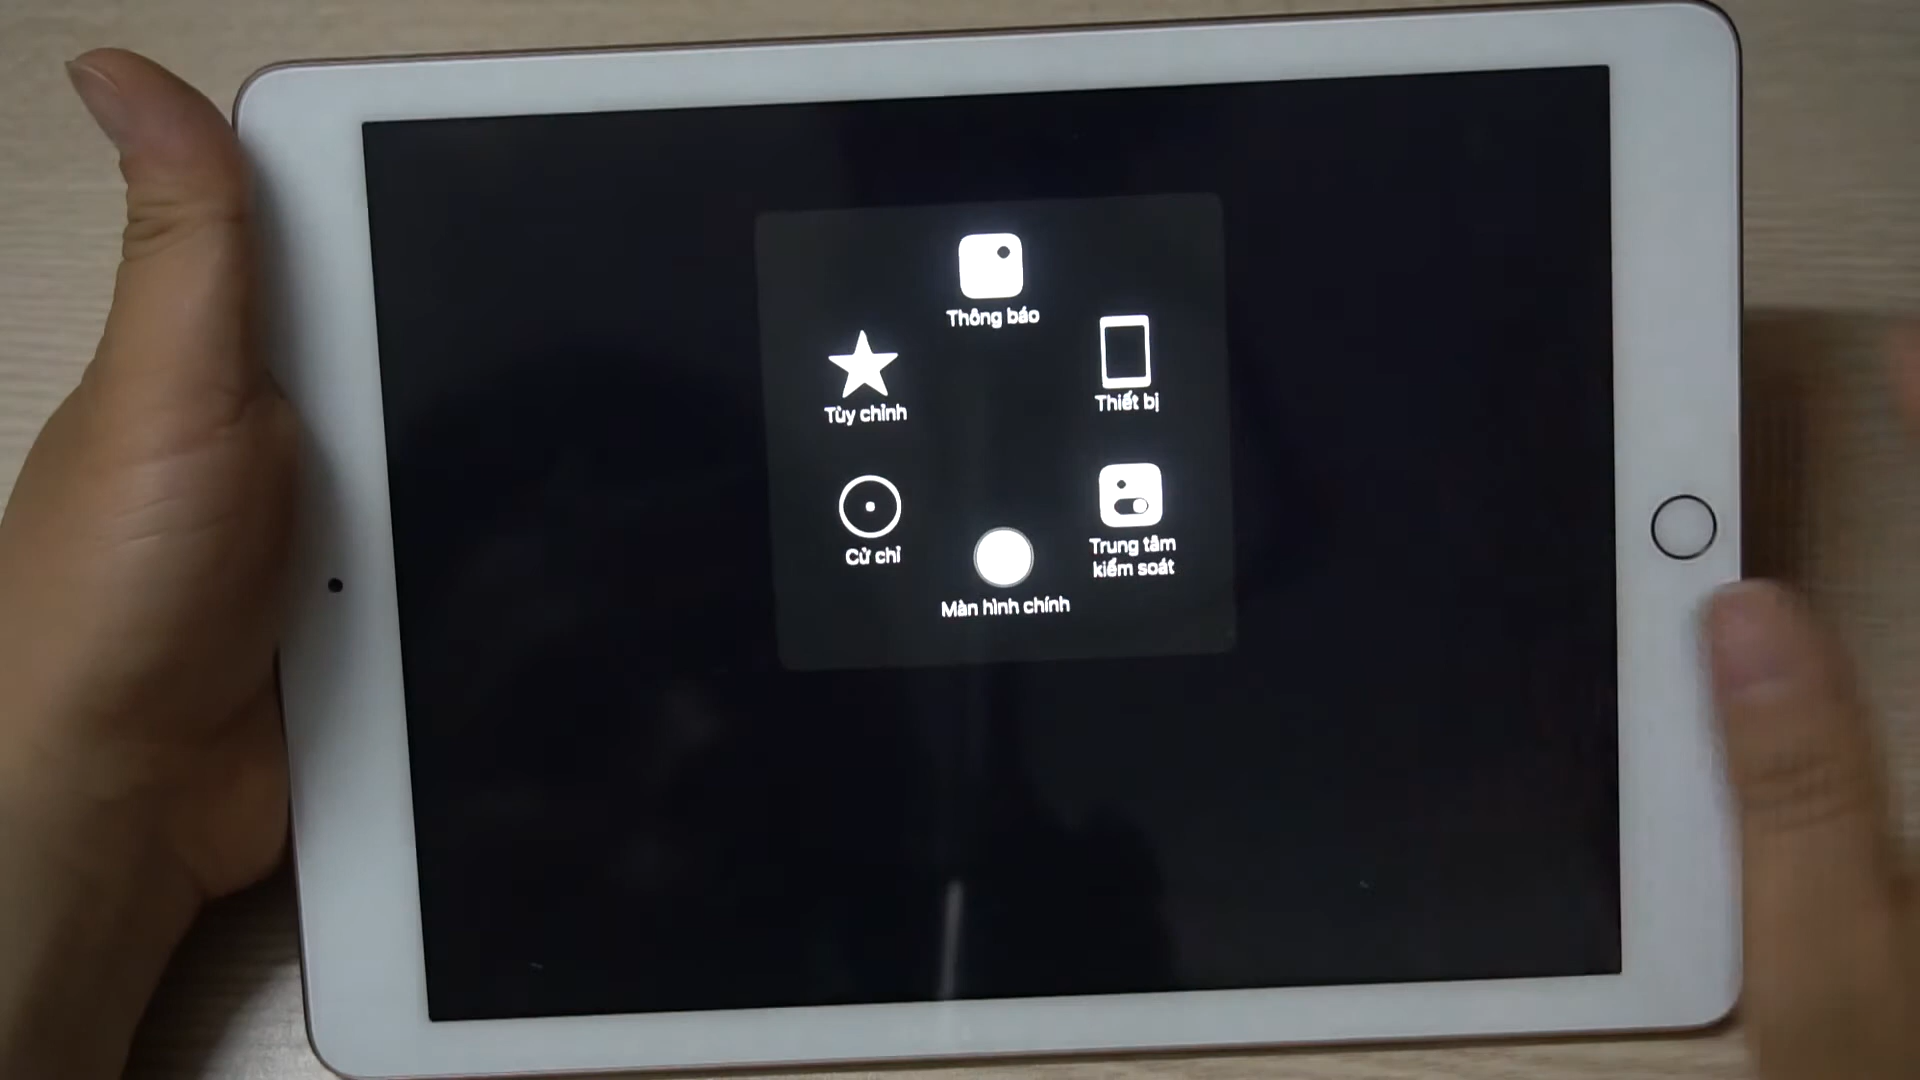 Thông báo
Tùy chỉnh
Thiết bị
Cử chỉ
Trung tâm
kiểm soát
Màn hình chính